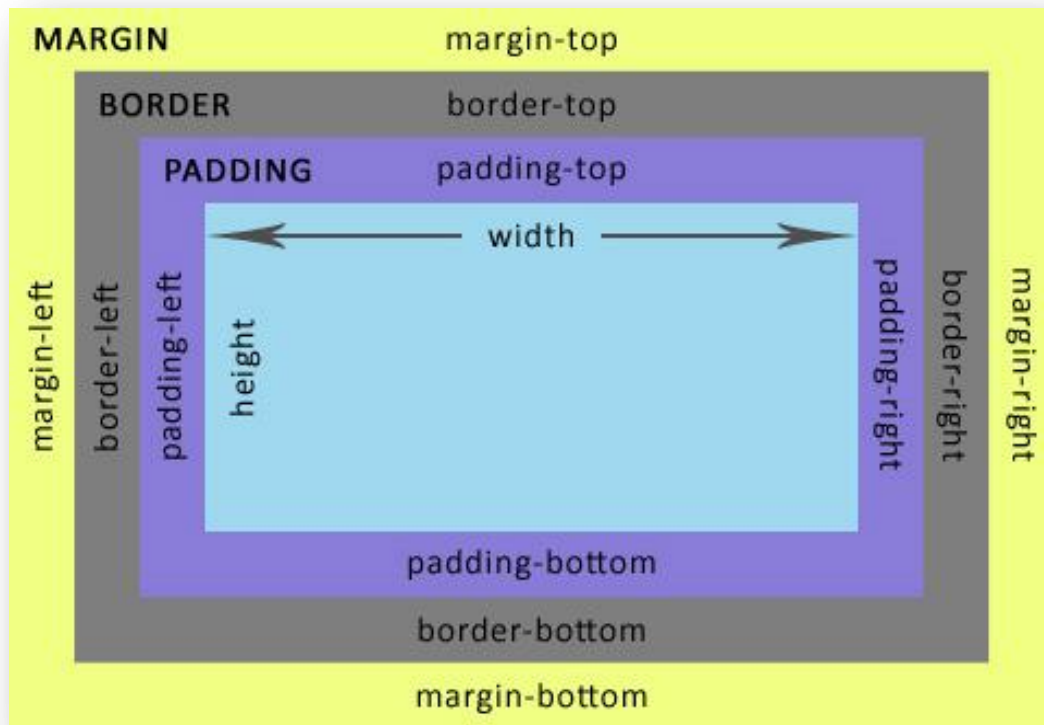 MARGIN margin-top
BORDER border-top
PADDING padding-top
width
margin-left
border-left
padding-left
height
padding-right
border-right
margin-right
padding-bottom
border-bottom
margin-bottom